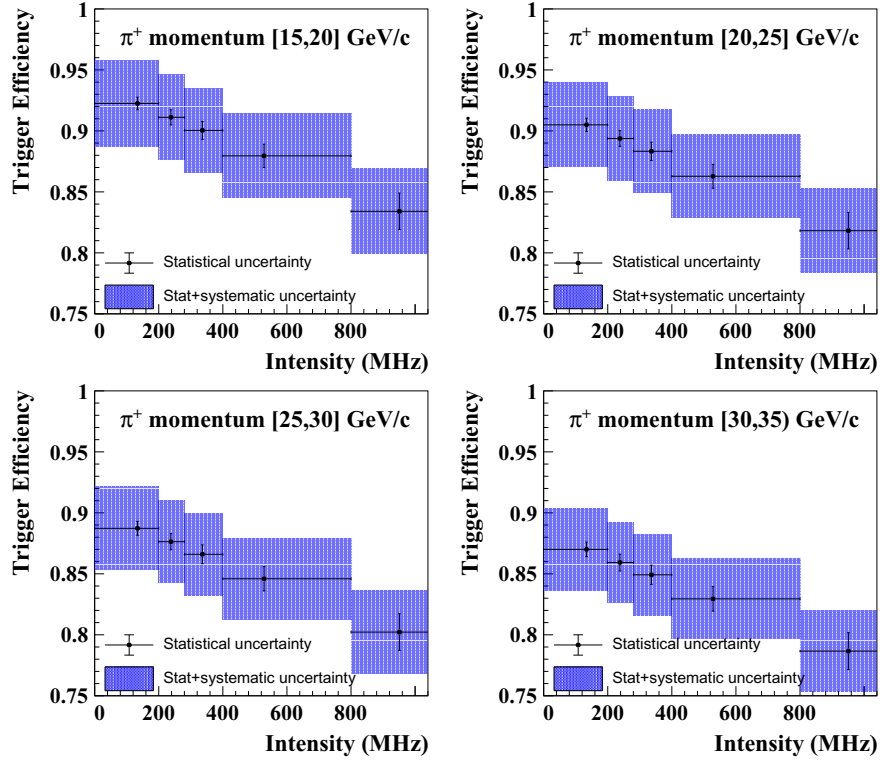 π+ momentum [15,20] GeV/c
Trigger Efficiency
1
0.95
0.9
0.85
0.8
0.75
Statistical uncertainty
Stat+systematic uncertainty
0 200 400 600 800
Intensity (MHz)
π+ momentum [20,25] GeV/c
Trigger Efficiency
1
0.95
0.9
0.85
0.8
0.75
Statistical uncertainty
Stat+systematic uncertainty
0 200 400 600 800
Intensity (MHz)
π+ momentum [25,30] GeV/c
Trigger Efficiency
1
0.95
0.9
0.85
0.8
0.75
Statistical uncertainty
Stat+systematic uncertainty
0 200 400 600 800
Intensity (MHz)
π+ momentum [30,35) GeV/c
Trigger Efficiency
1
0.95
0.9
0.85
0.8
0.75
Statistical uncertainty
Stat+systematic uncertainty
0 200 400 600 800
Intensity (MHz)